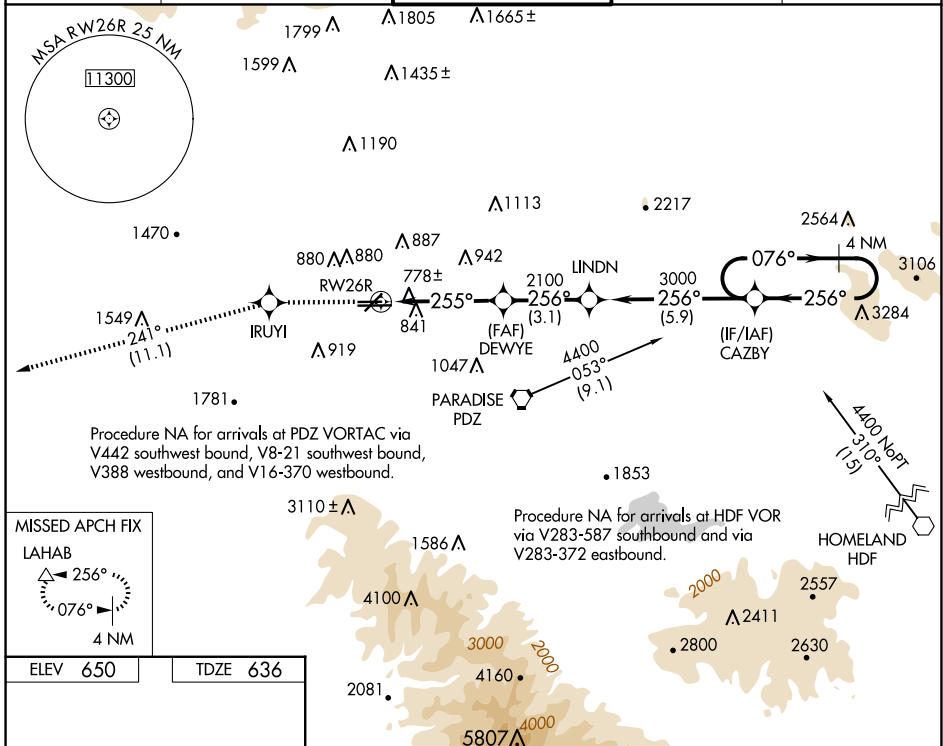 MSA RW26R 25 NM
11300
1799
1805
1665±
1599
1435±
1190
1113
2217
1470
2564
4 NM
880
880
887
942
2100
LINDN
3000
076°
3106
RW26R
778±
255°
256°
(3.1)
256°
(5.9)
256°
1549
IRUYI
841
(FAF)
DEWYE
(IF/IAF)
CAZBY
3284
241°
(11.1)
919
1047
4400
053°
(9.1)
1781
PARADISE
PDZ
4400 NoPT
310°
(15)
Procedure NA for arrivals at PDZ VORTAC via
V442 southwest bound, V8-21 southwest bound,
V388 westbound, and V16-370 westbound.
1853
3110±
Procedure NA for arrivals at HDF VOR
via V283-587 southbound and via
V283-372 eastbound.
HOMELAND
HDF
MISSED APCH FIX
LAHAB
256°
076°
4 NM
1586
4100
2000
2557
2411
3000
2000
2800
2630
4160
ELEV 650
TDZE 636
2081
4000
5807